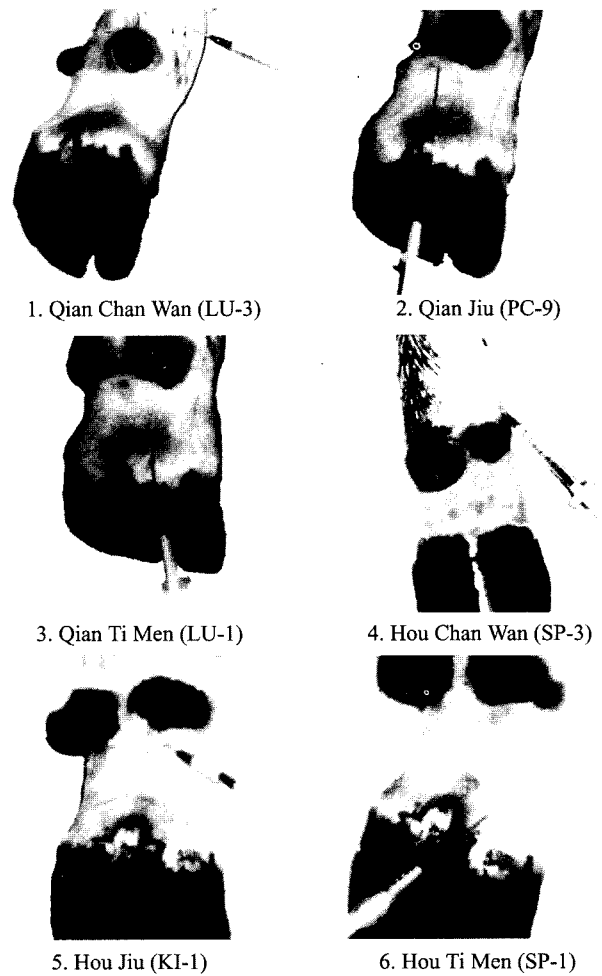 1. Qian Chan Wan (LU-3)
2. Qian Jiu (PC-9)
3. Qian Ti Men (LU-1)
4. Hou Chan Wan (SP-3)
5. Hou Jiu (KI-1)
6. Hou Ti Men (SP-1)